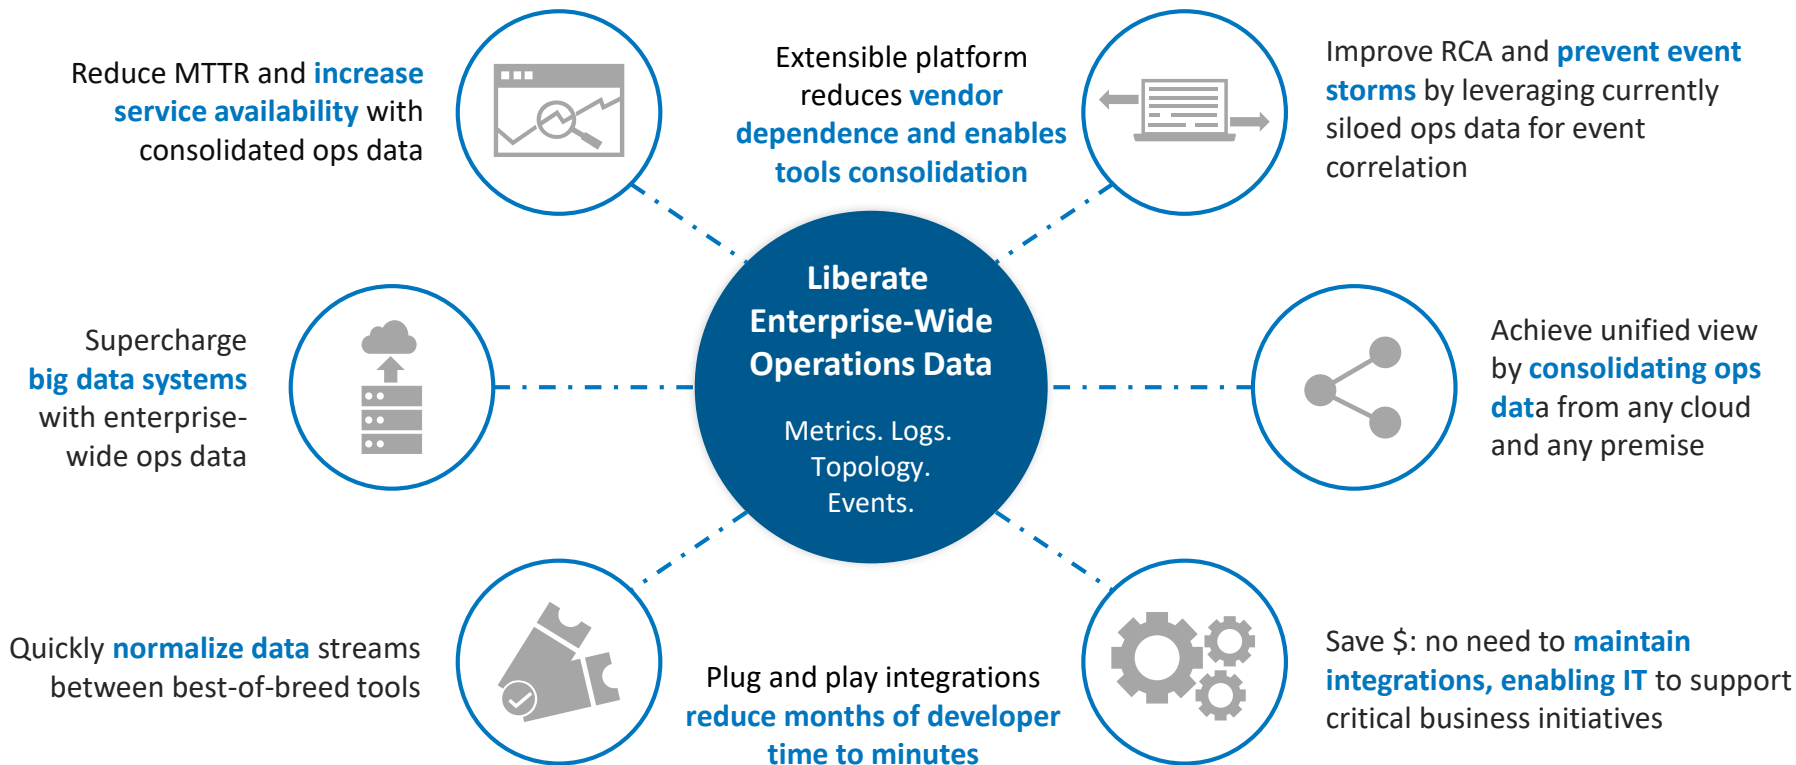 Reduce MTTR and increase
service availability with
consolidated ops data
Extensible platform
reduces vendor
dependence and enables
tools consolidation
Improve RCA and prevent event
storms by leveraging currently
siloed ops data for event
correlation
Supercharge
big data systems
with enterprise-
wide ops data
Liberate
Enterprise-Wide
Operations Data
Metrics. Logs.
Topology.
Events.
Achieve unified view
by consolidating ops
data from any cloud
and any premise
Quickly normalize data streams
between best-of-breed tools
Plug and play integrations
reduce months of developer
time to minutes
Save $: no need to maintain
integrations, enabling IT to support
critical business initiatives